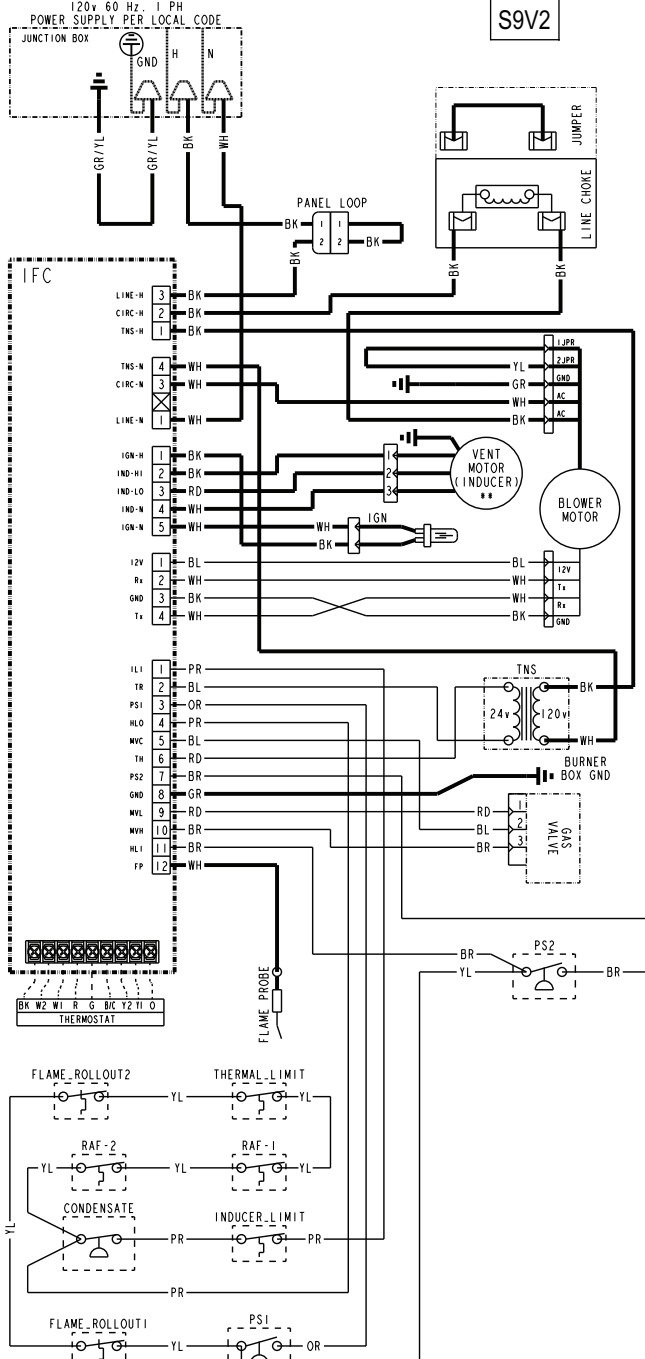 120v 60 Hz. 1 PH
POWER SUPPLY PER LOCAL CODE
S9V2
JUNCTION BOX
GND
H
N
GR/YL
GR/YL
BK
WH
JUMPER
LINE CHOKE
BK
BK
PANEL LOOP
BK 1 1
2 2 BK
BK
IFC
LINE-H 3 BK
CIRC-H 2 BK
TNS-H 1 BK
TNS-N 4 WH
CIRC-N 3 WH
LINE-N 1 WH
1JPR
YL 2JPR
GR GND
WH AC
BK AC
IGN-H 1 BK
IND-HI 2 BK
IND-LO 3 RD
IND-N 4 WH
IGN-N 5 WH
1
2
3
VENT
MOTOR
(INDUCER)
**
BLOWER
MOTOR
IGN
WH
BK
12V 1 BL
Rx 2 WH
GND 3 BK
Tx 4 WH
BL 12V
WH Tx
WH Rx
BK GND
ILI 1 PR
TR 2 BL
PS1 3 OR
HLO 4 PR
MVC 5 BL
TH 6 RD
PS2 7 BR
GND 8 GR
MVL 9 RD
MVH 10 BR
HLI 11 BR
FP 12 WH
TNS
24v 120v
BK
WH
BURNER
BOX GND
RD 1
BL 2
BR 3
GAS
VALVE
PS2
BR
YL
BR
FLAME PROBE
BK W2 W1 R G B/C Y2 Y1 O
THERMOSTAT
FLAME_ROLLOUT2
THERMAL_LIMIT
YL
YL
RAF-2
RAF-1
YL
YL
YL
CONDENSATE
INDUCER_LIMIT
YL
PR
PR
PR
FLAME_ROLLOUT1
PS1
YL
OR